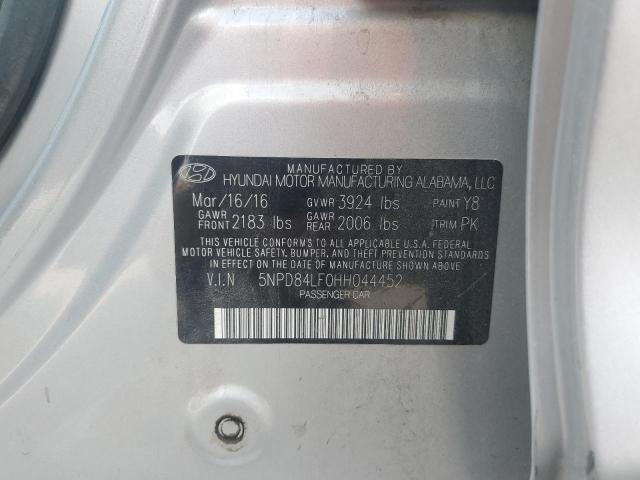 MANUFACTURED BY
HYUNDAI MOTOR MANUFACTURING ALABAMA, LLC
Mar/16/16 GVWR 3924 lbs PAINT Y8
GAWR FRONT 2183 lbs GAWR REAR 2006 lbs TRIM PK
THIS VEHICLE CONFORMS TO ALL APPLICABLE U.S.A. FEDERAL
MOTOR VEHICLE SAFETY, BUMPER, AND THEFT PREVENTION STANDARDS
IN EFFECT ON THE DATE OF MANUFACTURE SHOWN ABOVE.
V.I.N 5NPD84LF0HH044452
PASSENGER CAR